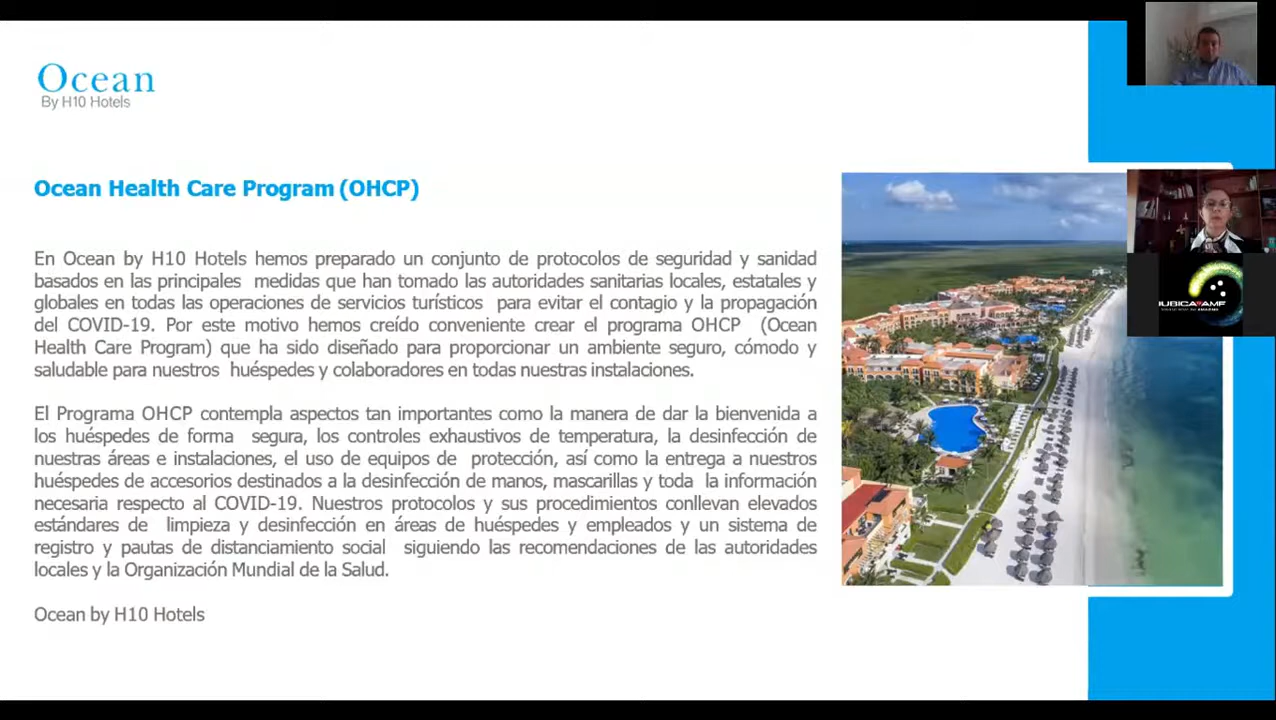 Ocean
By H10 Hotels
Ocean Health Care Program (OHCP)
En Ocean by H10 Hotels hemos preparado un conjunto de protocolos de seguridad y sanidad
basados en las principales medidas que han tomado las autoridades sanitarias locales, estatales y
globales en todas las operaciones de servicios turísticos para evitar el contagio y la propagación
del COVID-19. Por este motivo hemos creído conveniente crear el programa OHCP (Ocean
Health Care Program) que ha sido diseñado para proporcionar un ambiente seguro, cómodo y
saludable para nuestros huéspedes y colaboradores en todas nuestras instalaciones.
El Programa OHCP contempla aspectos tan importantes como la manera de dar la bienvenida a
los huéspedes de forma segura, los controles exhaustivos de temperatura, la desinfección de
nuestras áreas e instalaciones, el uso de equipos de protección, así como la entrega a nuestros
huéspedes de accesorios destinados a la desinfección de manos, mascarillas y toda la información
necesaria respecto al COVID-19. Nuestros protocolos y sus procedimientos conllevan elevados
estándares de limpieza y desinfección en áreas de huéspedes y empleados y un sistema de
registro y pautas de distanciamiento social siguiendo las recomendaciones de las autoridades
locales y la Organización Mundial de la Salud.
Ocean by H10 Hotels